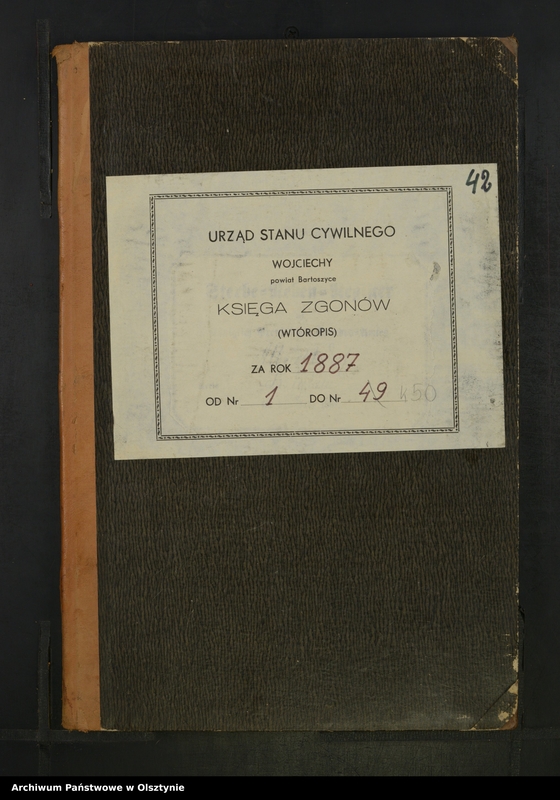 42
URZĄD STANU CYWILNEGO
WOJCIECHY
powiat Bartoszyce
KSIĘGA ZGONÓW
(WTÓROPIS)
ZA ROK 1887
OD Nr 1 DO Nr 49 k50
Archiwum Państwowe w Olsztynie